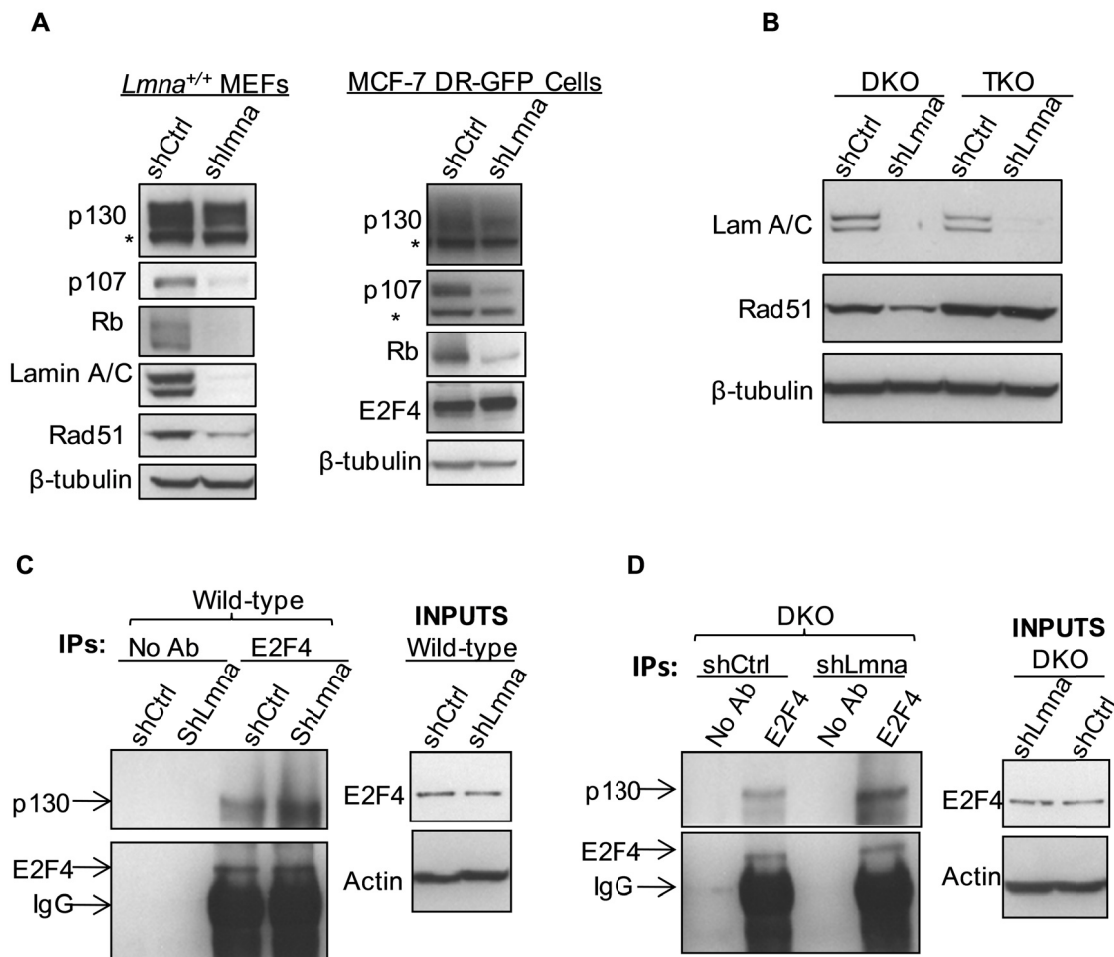 A
Lmna+/+ MEFs
shCtrl
shlmna
p130
*
p107
Rb
Lamin A/C
Rad51
β-tubulin
MCF-7 DR-GFP Cells
shCtrl
shLmna
p130
*
p107
*
Rb
E2F4
β-tubulin
B
DKO TKO
shCtrl
shLmna
shCtrl
shLmna
Lam A/C
Rad51
β-tubulin
C
Wild-type
IPs: No Ab E2F4
shCtrl
ShLmna
shCtrl
ShLmna
p130
E2F4
IgG
INPUTS
Wild-type
shCtrl
shLmna
E2F4
Actin
D
DKO
IPs: shCtrl shLmna
No Ab
E2F4
No Ab
E2F4
p130
E2F4
IgG
INPUTS
DKO
shLmna
shCtrl
E2F4
Actin